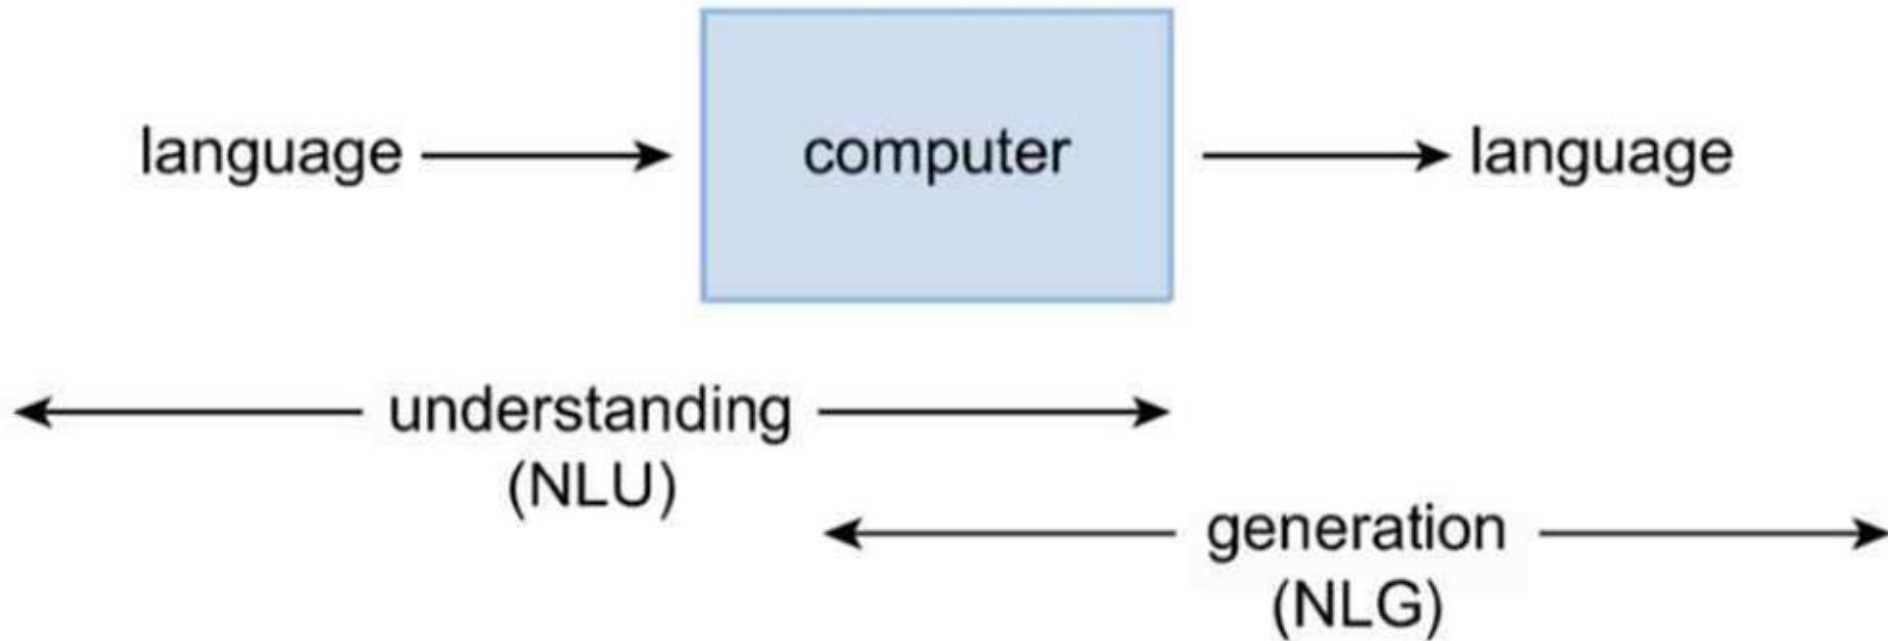 language
computer
language
understanding
(NLU)
generation
(NLG)